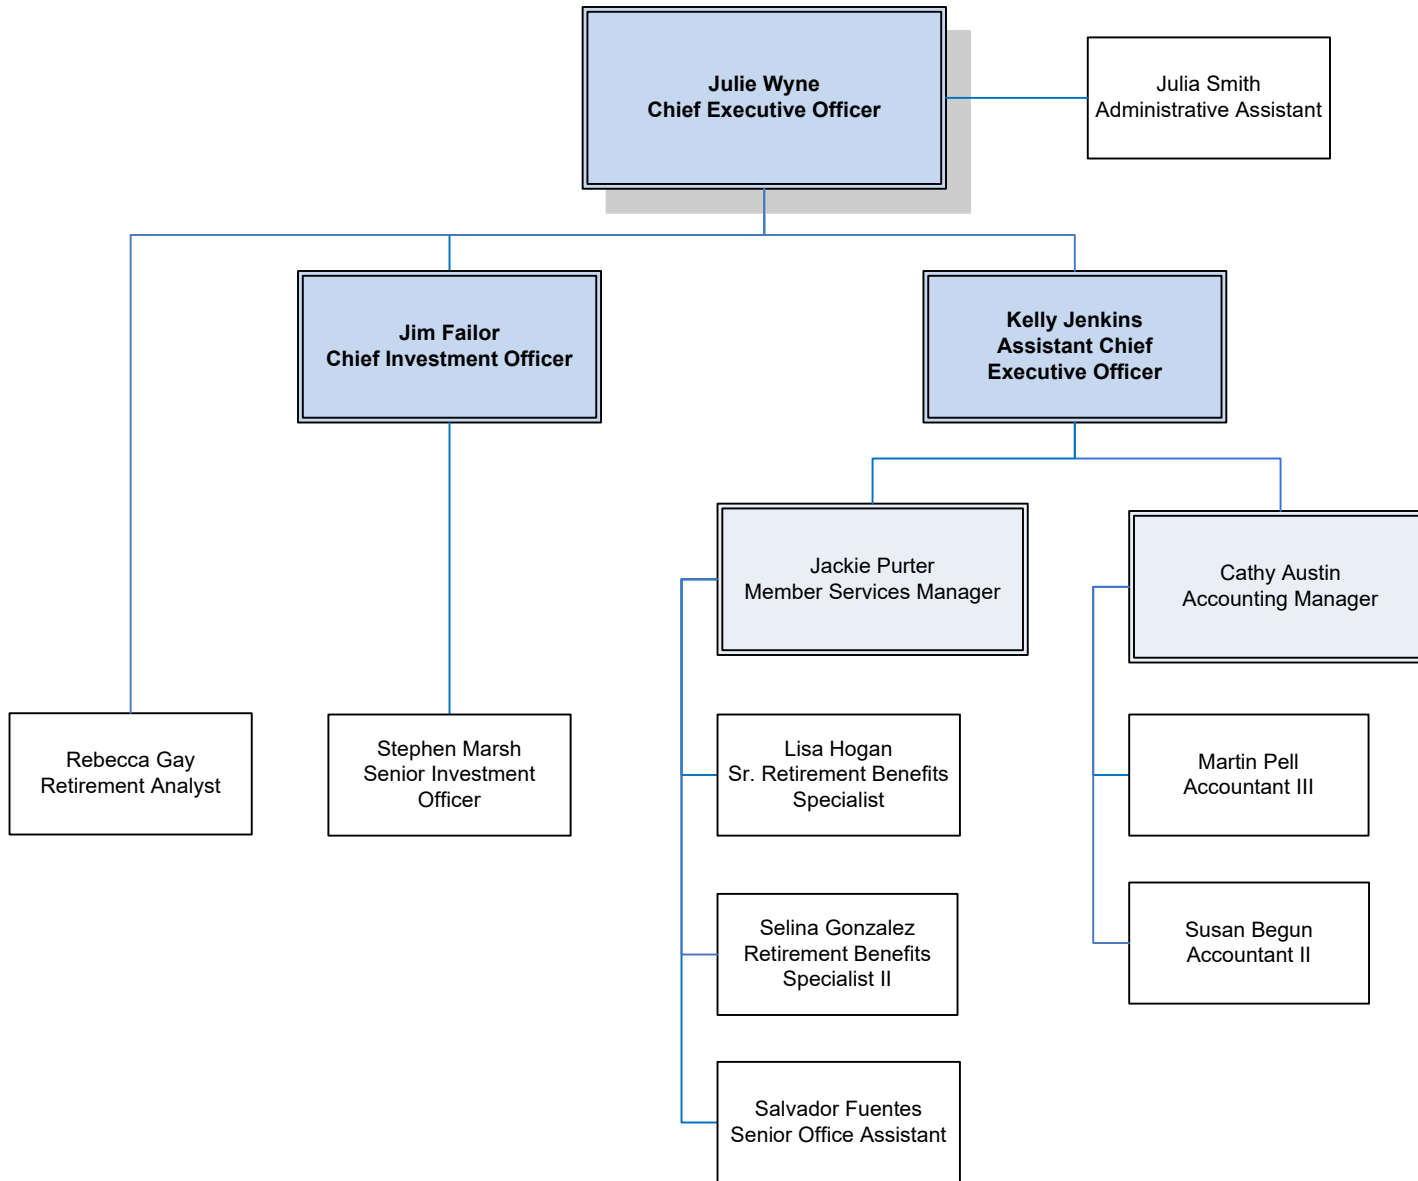 Julie Wyne
Chief Executive Officer
Julia Smith
Administrative Assistant
Jim Failor
Chief Investment Officer
Kelly Jenkins
Assistant Chief
Executive Officer
Jackie Purter
Member Services Manager
Cathy Austin
Accounting Manager
Rebecca Gay
Retirement Analyst
Stephen Marsh
Senior Investment
Officer
Lisa Hogan
Sr. Retirement Benefits
Specialist
Martin Pell
Accountant III
Selina Gonzalez
Retirement Benefits
Specialist II
Susan Begun
Accountant II
Salvador Fuentes
Senior Office Assistant